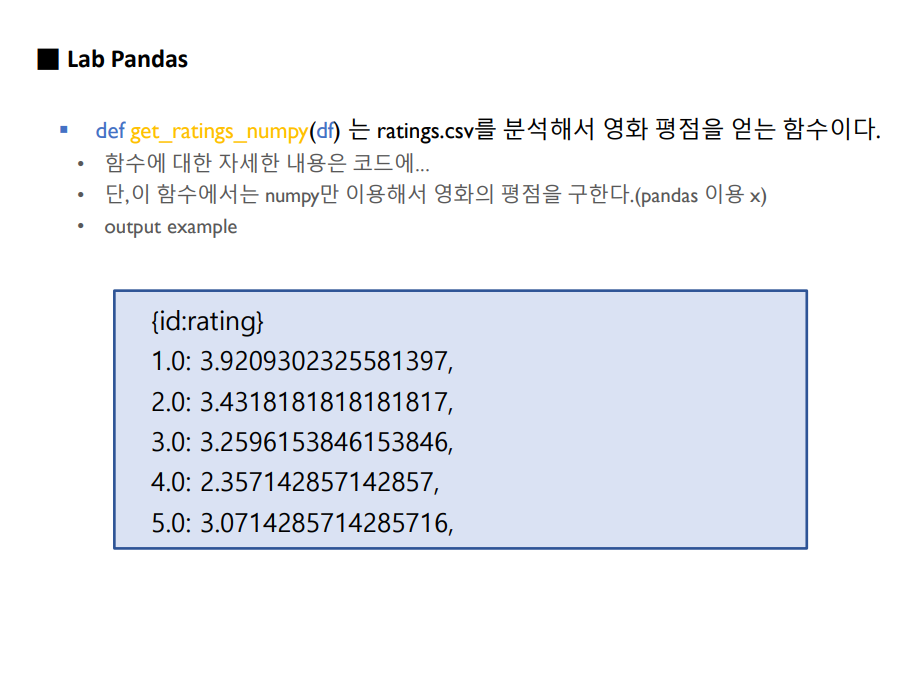 Lab Pandas
def get_ratings_numpy(df) 는 ratings.csv를 분석해서 영화 평점을 얻는 함수이다.
함수에 대한 자세한 내용은 코드에...
단,이 함수에서는 numpy만 이용해서 영화의 평점을 구한다.(pandas 이용 x)
output example
{id:rating}
1.0: 3.9209302325581397,
2.0: 3.4318181818181817,
3.0: 3.2596153846153846,
4.0: 2.357142857142857,
5.0: 3.0714285714285716,